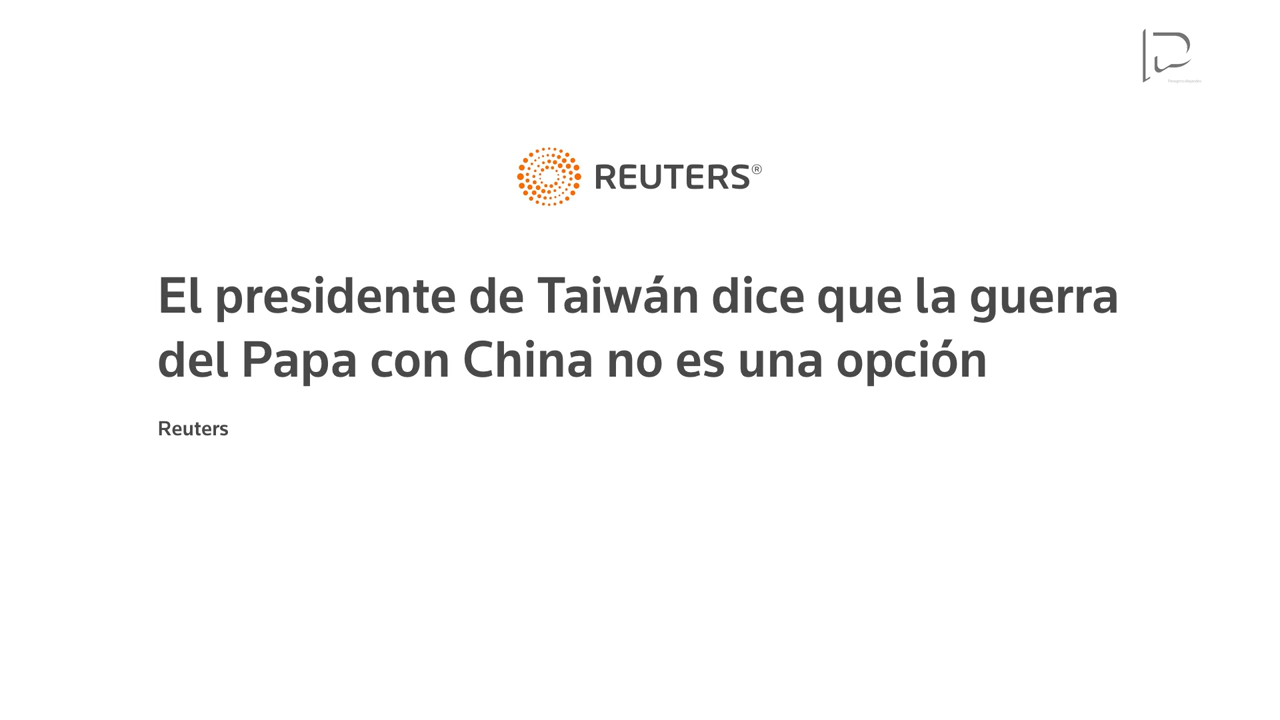 REUTERS®
El presidente de Taiwán dice que la guerra
del Papa con China no es una opción
Reuters